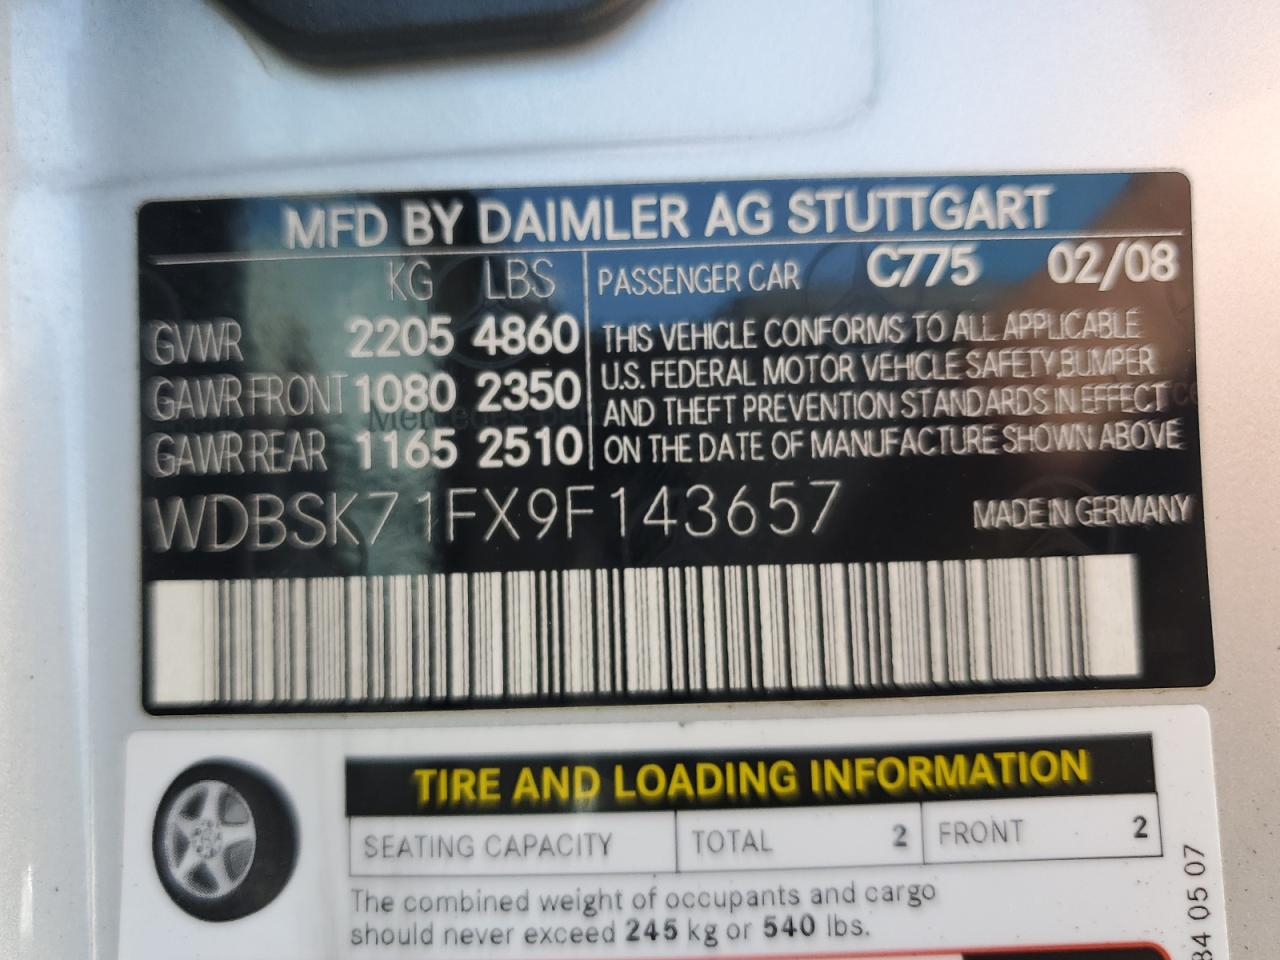 MFD BY DAIMLER AG STUTTGART
KG LBS
PASSENGER CAR C775 02/08
GVWR 2205 4860
GAWR FRONT 1080 2350
GAWR REAR 1165 2510
THIS VEHICLE CONFORMS TO ALL APPLICABLE
U.S. FEDERAL MOTOR VEHICLE SAFETY,BUMPER
AND THEFT PREVENTION STANDARDS IN EFFECT
ON THE DATE OF MANUFACTURE SHOWN ABOVE
WDBSK71FX9F143657
MADE IN GERMANY
TIRE AND LOADING INFORMATION
SEATING CAPACITY TOTAL 2 FRONT 2
The combined weight of occupants and cargo
should never exceed 245 kg or 540 lbs.
84 05 07